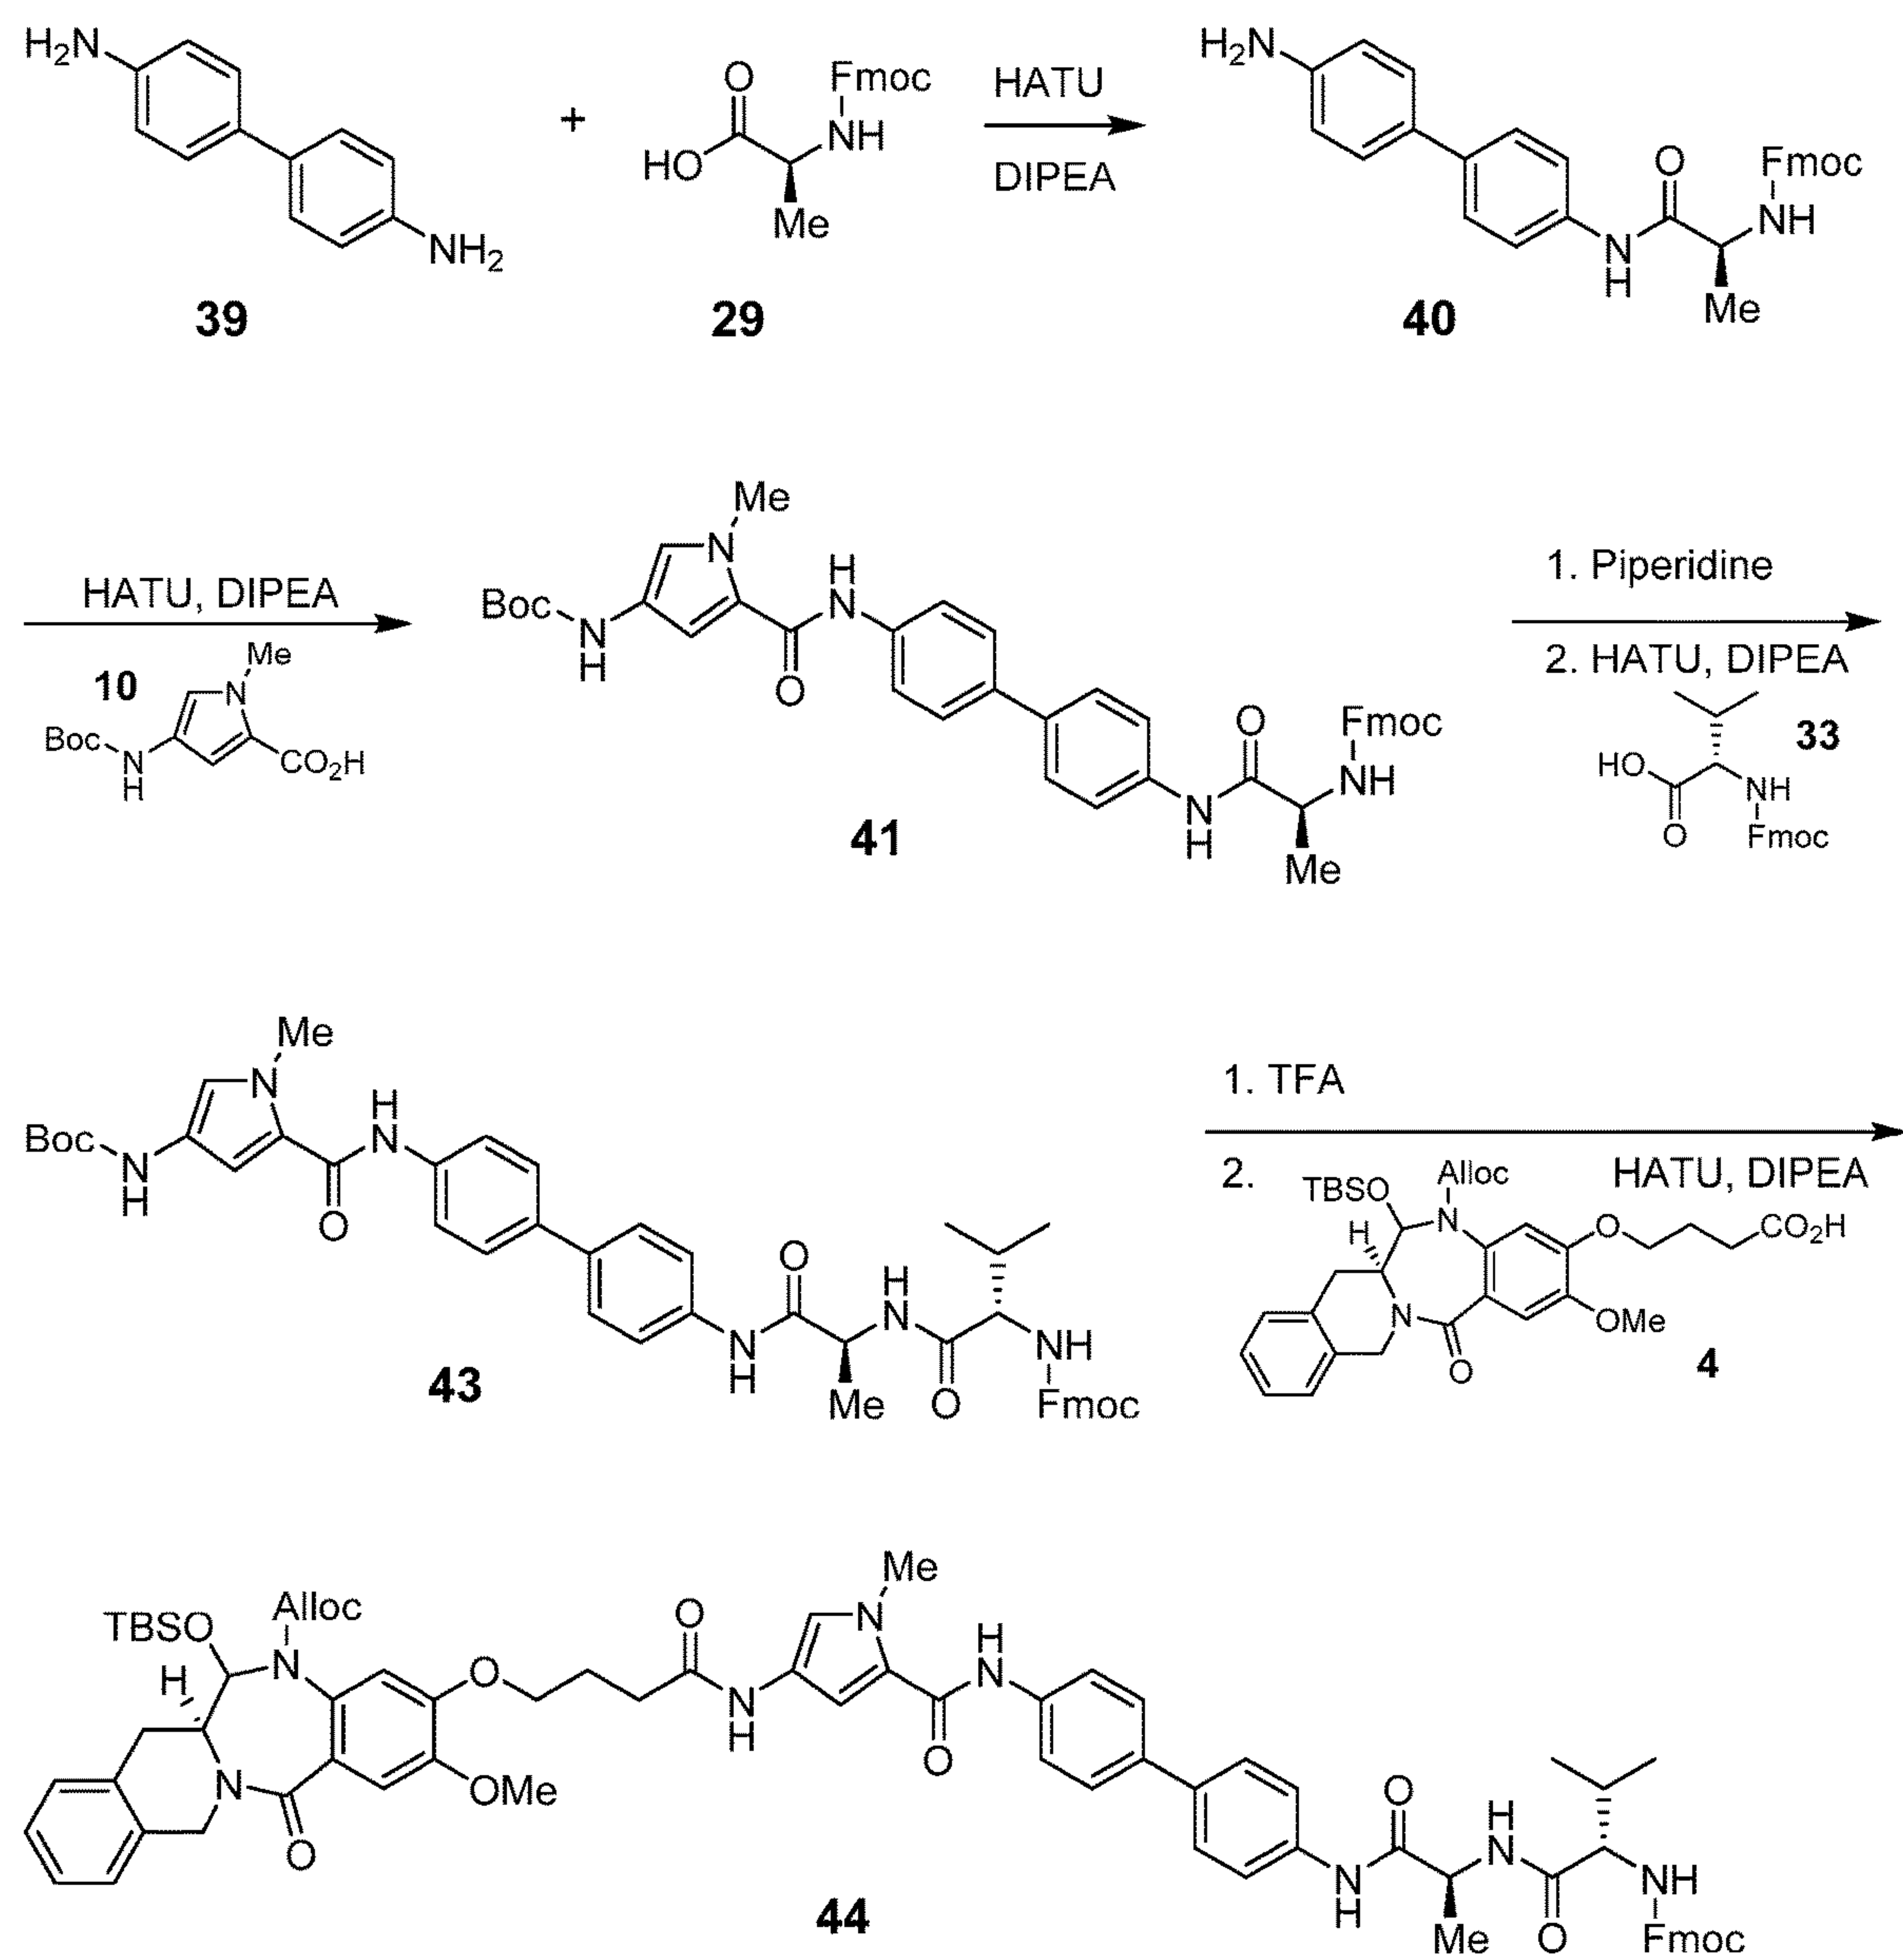 H2N
NH2
39
+
O
HO
Fmoc
NH
Me
29
HATU
DIPEA
H2N
O
Fmoc
NH
N
H
Me
40
HATU, DIPEA
10
Me
N
Boc
N
H
CO2H
Me
N
Boc
N
H
O
H
N
O
Fmoc
NH
N
H
Me
41
1. Piperidine
2. HATU, DIPEA
33
HO
O
NH
Fmoc
Me
N
Boc
N
H
O
H
N
O
H
N
N
H
Me
O
NH
Fmoc
43
1. TFA
2.
HATU, DIPEA
TBSO
Alloc
N
H
O
CO2H
N
O
OMe
4
TBSO
Alloc
N
H
O
N
O
OMe
O
N
H
Me
N
O
H
N
O
N
H
Me
H
N
O
NH
Fmoc
44